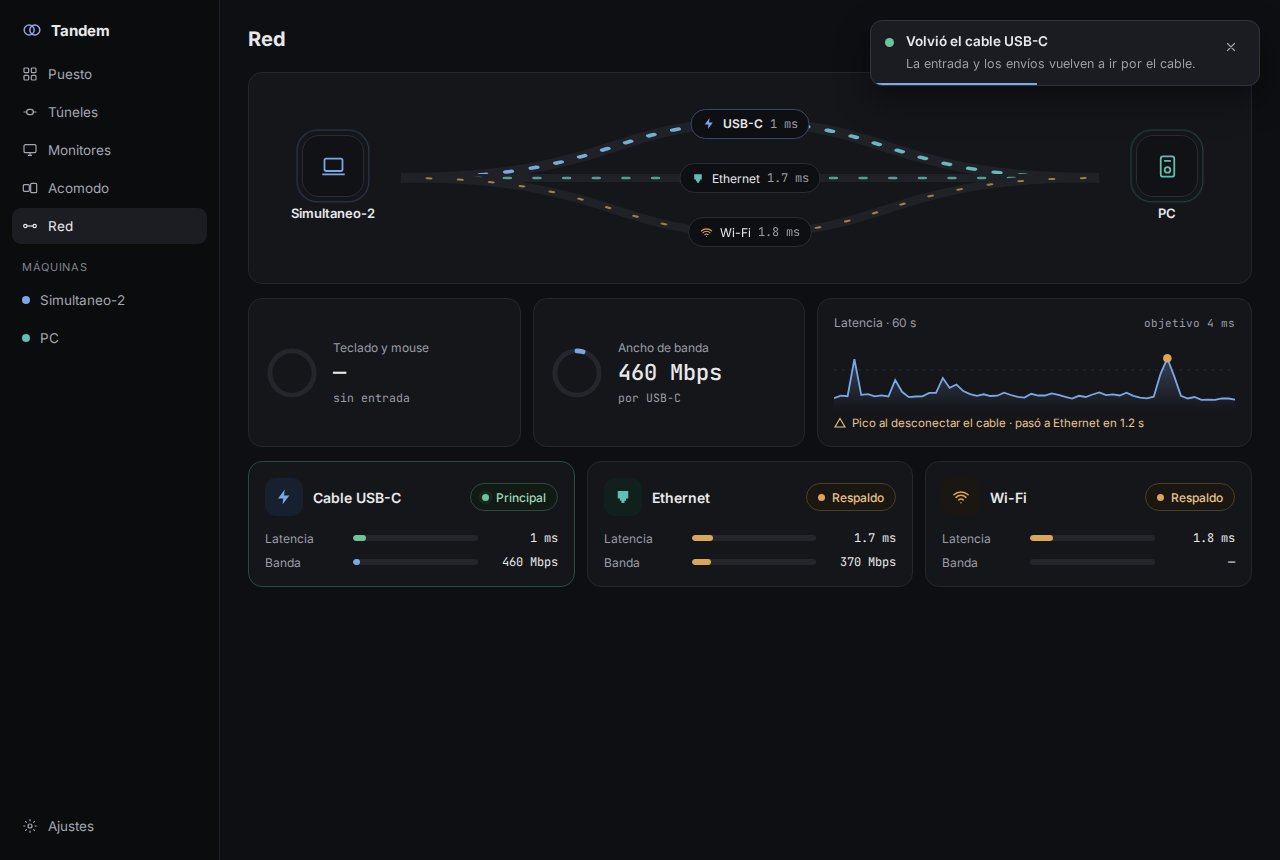 Tandem
Puesto
Túneles
Monitores
Acomodo
Red
MÁQUINAS
Simultaneo-2
PC
Ajustes
Red
Volvió el cable USB-C
La entrada y los envíos vuelven a ir por el cable.
USB-C 1 ms
Ethernet 1.7 ms
Wi-Fi 1.8 ms
Simultaneo-2
PC
Teclado y mouse
—
sin entrada
Ancho de banda
460 Mbps
por USB-C
Latencia · 60 s
objetivo 4 ms
Pico al desconectar el cable · pasó a Ethernet en 1.2 s
Cable USB-C
Principal
Latencia 1 ms
Banda 460 Mbps
Ethernet
Respaldo
Latencia 1.7 ms
Banda 370 Mbps
Wi-Fi
Respaldo
Latencia 1.8 ms
Banda —